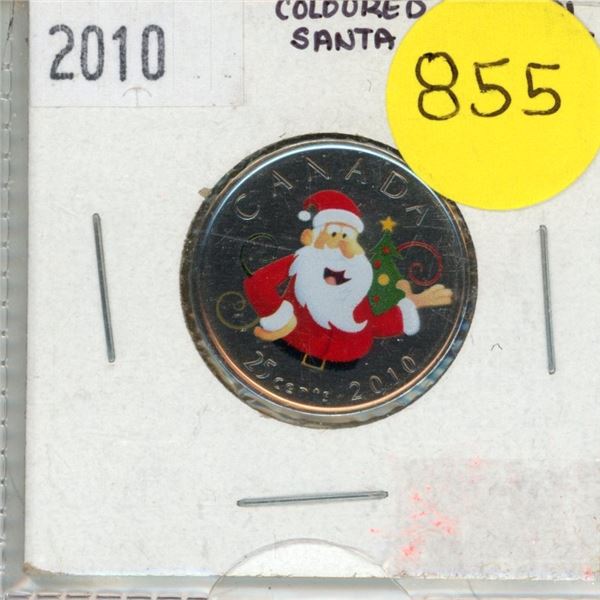 2010
COLOURED
SANTA
855
CANADA
25 cents · 2010